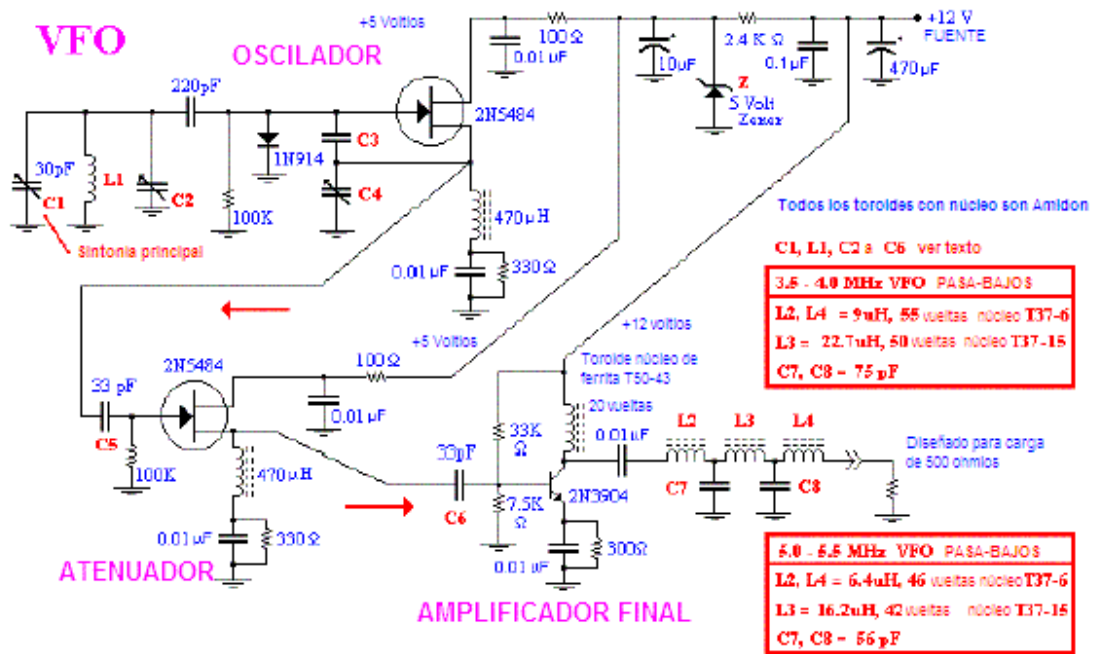 VFO
OSCILADOR
+5 Voltios
100Ω
0.01 µF
10µF
Z
5 Volt
Zener
2.4 K Ω
0.1µF
+12 V
FUENTE
470µF
220pF
2N5484
30pF
C1
L1
C2
100K
1N914
C3
C4
Sintonia principal
470µH
0.01 µF
330Ω
Todos los toroides con núcleo son Amidon
C1, L1, C2 a C6 ver texto
3.5 - 4.0 MHz VFO PASA-BAJOS
L2, L4 = 9uH, 55 vueltas núcleo T37-6
L3 = 22.7uH, 50 vueltas núcleo T37-15
C7, C8 = 75 pF
2N5484
33 pF
C5
100K
+5 Voltios
100Ω
0.01 µF
470µH
0.01 µF
330Ω
ATENUADOR
+12 voltios
Toroide núcleo de
ferrita T50-43
20 vueltas
33K
Ω
33pF
C6
7.5K
Ω
0.01 µF
2N3904
300Ω
0.01 µF
L2
L3
L4
C7
C8
Diseñado para carga
de 500 ohmios
AMPLIFICADOR FINAL
5.0 - 5.5 MHz VFO PASA-BAJOS
L2, L4 = 6.4uH, 46 vueltas núcleo T37-6
L3 = 16.2uH, 42 vueltas núcleo T37-15
C7, C8 = 56 pF